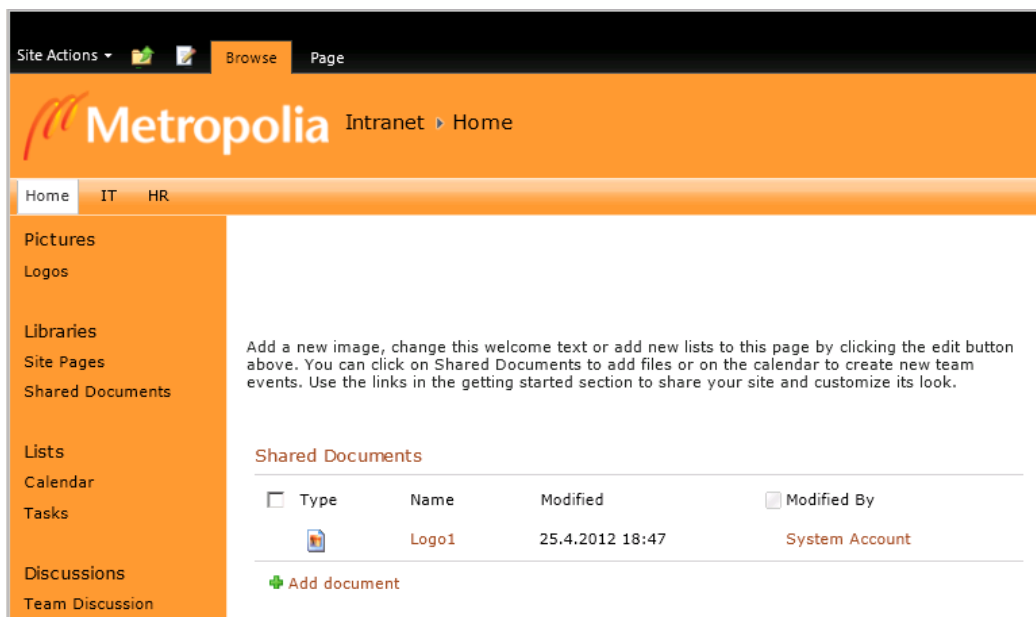 Site Actions Browse Page
Metropolia Intranet Home
Home IT HR
Pictures
Logos
Libraries
Site Pages
Shared Documents
Lists
Calendar
Tasks
Discussions
Team Discussion
Add a new image, change this welcome text or add new lists to this page by clicking the edit button
above. You can click on Shared Documents to add files or on the calendar to create new team
events. Use the links in the getting started section to share your site and customize its look.
Shared Documents
Type Name Modified Modified By
Logo1 25.4.2012 18:47 System Account
Add document